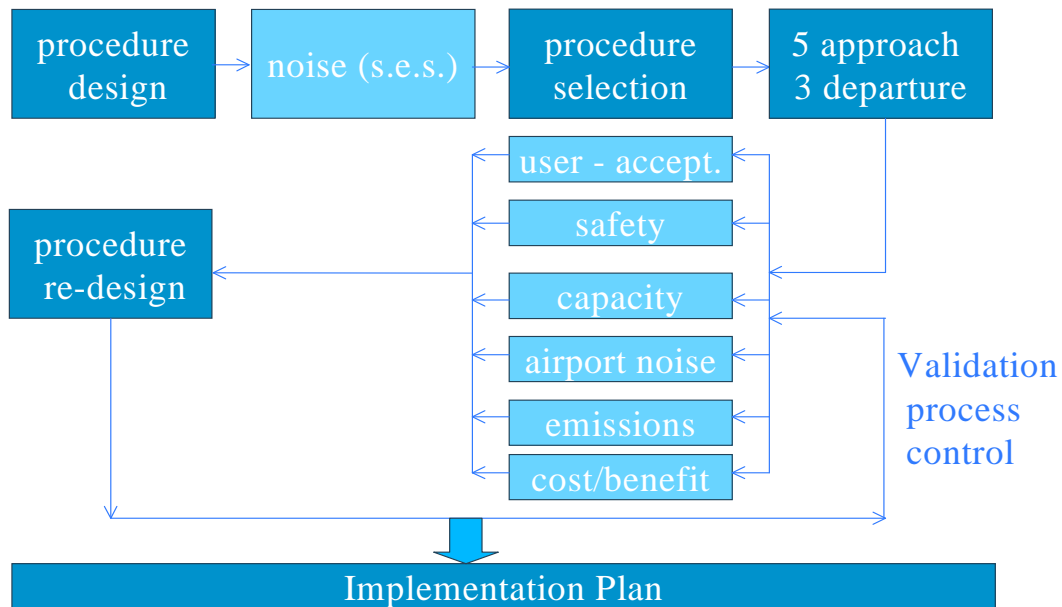 procedure
design
noise (s.e.s.)
procedure
selection
5 approach
3 departure
user - accept.
safety
procedure
re-design
capacity
airport noise
Validation
process
control
emissions
cost/benefit
Implementation Plan